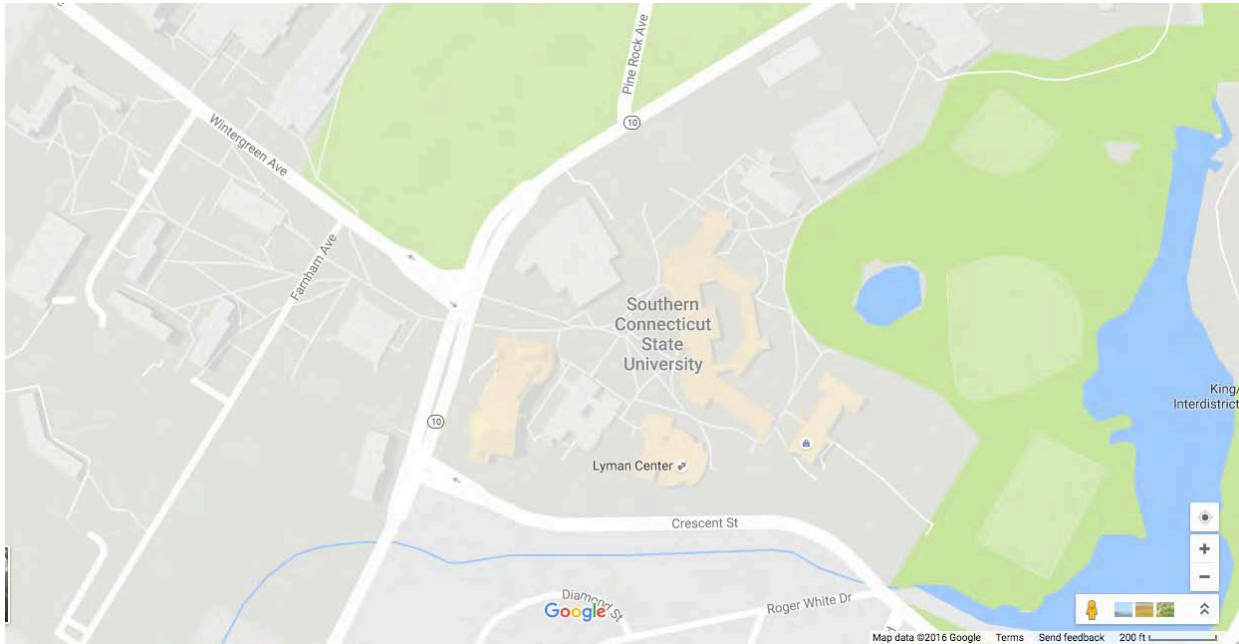 Pine Rock Ave
10
Wintergreen Ave
Farnham Ave
Southern
Connecticut
State
University
King/
Interdistrict
10
Lyman Center
Crescent St
Diamond St
Google
Roger White Dr
Map data ©2016 Google Terms Send feedback 200 ft